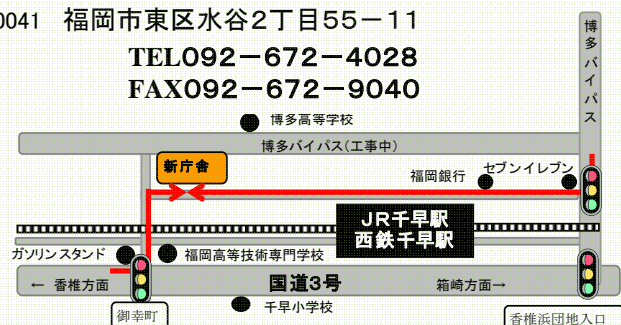 0041 福岡市東区水谷2丁目55-11
TEL092-672-4028
FAX092-672-9040
博多バイパス
博多高等学校
博多バイパス(工事中)
新庁舎
福岡銀行
セブンイレブン
JR千早駅
西鉄千早駅
ガソリンスタンド
福岡高等技術専門学校
← 香椎方面
国道3号
箱崎方面→
千早小学校
御幸町
香椎浜団地入口